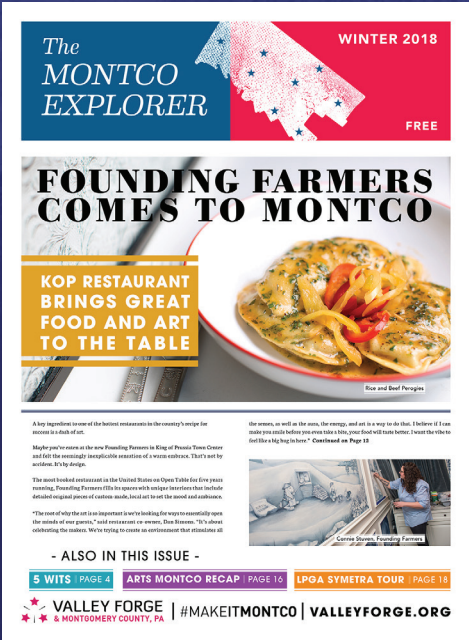 The
MONTCO
EXPLORER
WINTER 2018
FREE
FOUNDING FARMERS
COMES TO MONTCO
KOP RESTAURANT
BRINGS GREAT
FOOD AND ART
TO THE TABLE
Rice and Beef Perogies
A key ingredient to one of the hottest restaurants in the country's recipe for
success is a dash of art.
Maybe you've eaten at the new Founding Farmers in King of Prussia Town Center
and felt the seemingly inexplicable sensation of a warm embrace. That's not by
accident. It's by design.
The most booked restaurant in the United States on Open Table for five years
running, Founding Farmers fills its spaces with unique interiors that include
detailed original pieces of custom-made, local art to set the mood and ambiance.
"The root of why the art is so important is we're looking for ways to essentially open
the minds of our guests," said restaurant co-owner, Dan Simons. "It's about
celebrating the makers. We're trying to create an environment that stimulates all
the senses, as well as the aura, the energy, and art is a way to do that. I believe if I can
make you smile before you even take a bite, your food will taste better. I want the vibe to
feel like a big hug in here." Continued on Page 12
Connie Stuven, Founding Farmers
- ALSO IN THIS ISSUE -
5 WITS | PAGE 4
ARTS MONTCO RECAP | PAGE 16
LPGA SYMETRA TOUR | PAGE 18
VALLEY FORGE
& MONTGOMERY COUNTY, PA
#MAKEITMONTCO | VALLEYFORGE.ORG